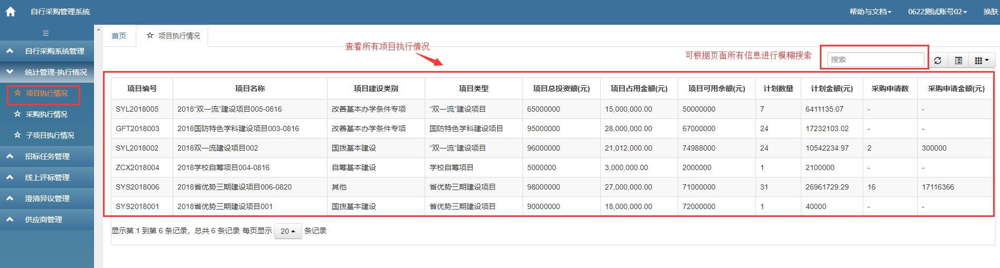 自行采购管理系统
帮助与文档
0622测试账号02
换肤
自行采购系统管理
统计管理-执行情况
项目执行情况
采购执行情况
子项目执行情况
招标任务管理
线上评标管理
澄清异议管理
供应商管理
首页
项目执行情况
查看所有项目执行情况
可根据页面所有信息进行模糊搜索
搜索
项目编号 项目名称 项目建设类别 项目类型 项目总投资额(元) 项目占用金额(元) 项目可用余额(元) 计划数量 计划金额(元) 采购申请数 采购申请金额(元)
SYL2018005 2018“双一流”建设项目005-0816 改善基本办学条件专项 “双一流”建设项目 65000000 15,000,000.00 50000000 7 6411135.07 - -
GFT2018003 2018国防特色学科建设项目003-0816 改善基本办学条件专项 国防特色学科建设项目 95000000 28,000,000.00 67000000 24 17232103.02 - -
SYL2018002 2018双一流建设项目002 国拨基本建设 “双一流”建设项目 96000000 21,012,000.00 74988000 24 10542234.97 2 300000
ZCX2018004 2018学校自筹项目004-0816 自筹基本建设 学校自筹项目 5000000 3,000,000.00 2000000 1 2100000 - -
SYS2018006 2018省优势三期建设项目006-0820 其他 省优势三期建设项目 98000000 27,000,000.00 71000000 31 26961729.29 16 17116366
SYS2018001 2018省优势三期建设项目001 国拨基本建设 省优势三期建设项目 90000000 18,000,000.00 72000000 1 40000 - -
显示第 1 到第 6 条记录，总共 6 条记录 每页显示 20 条记录